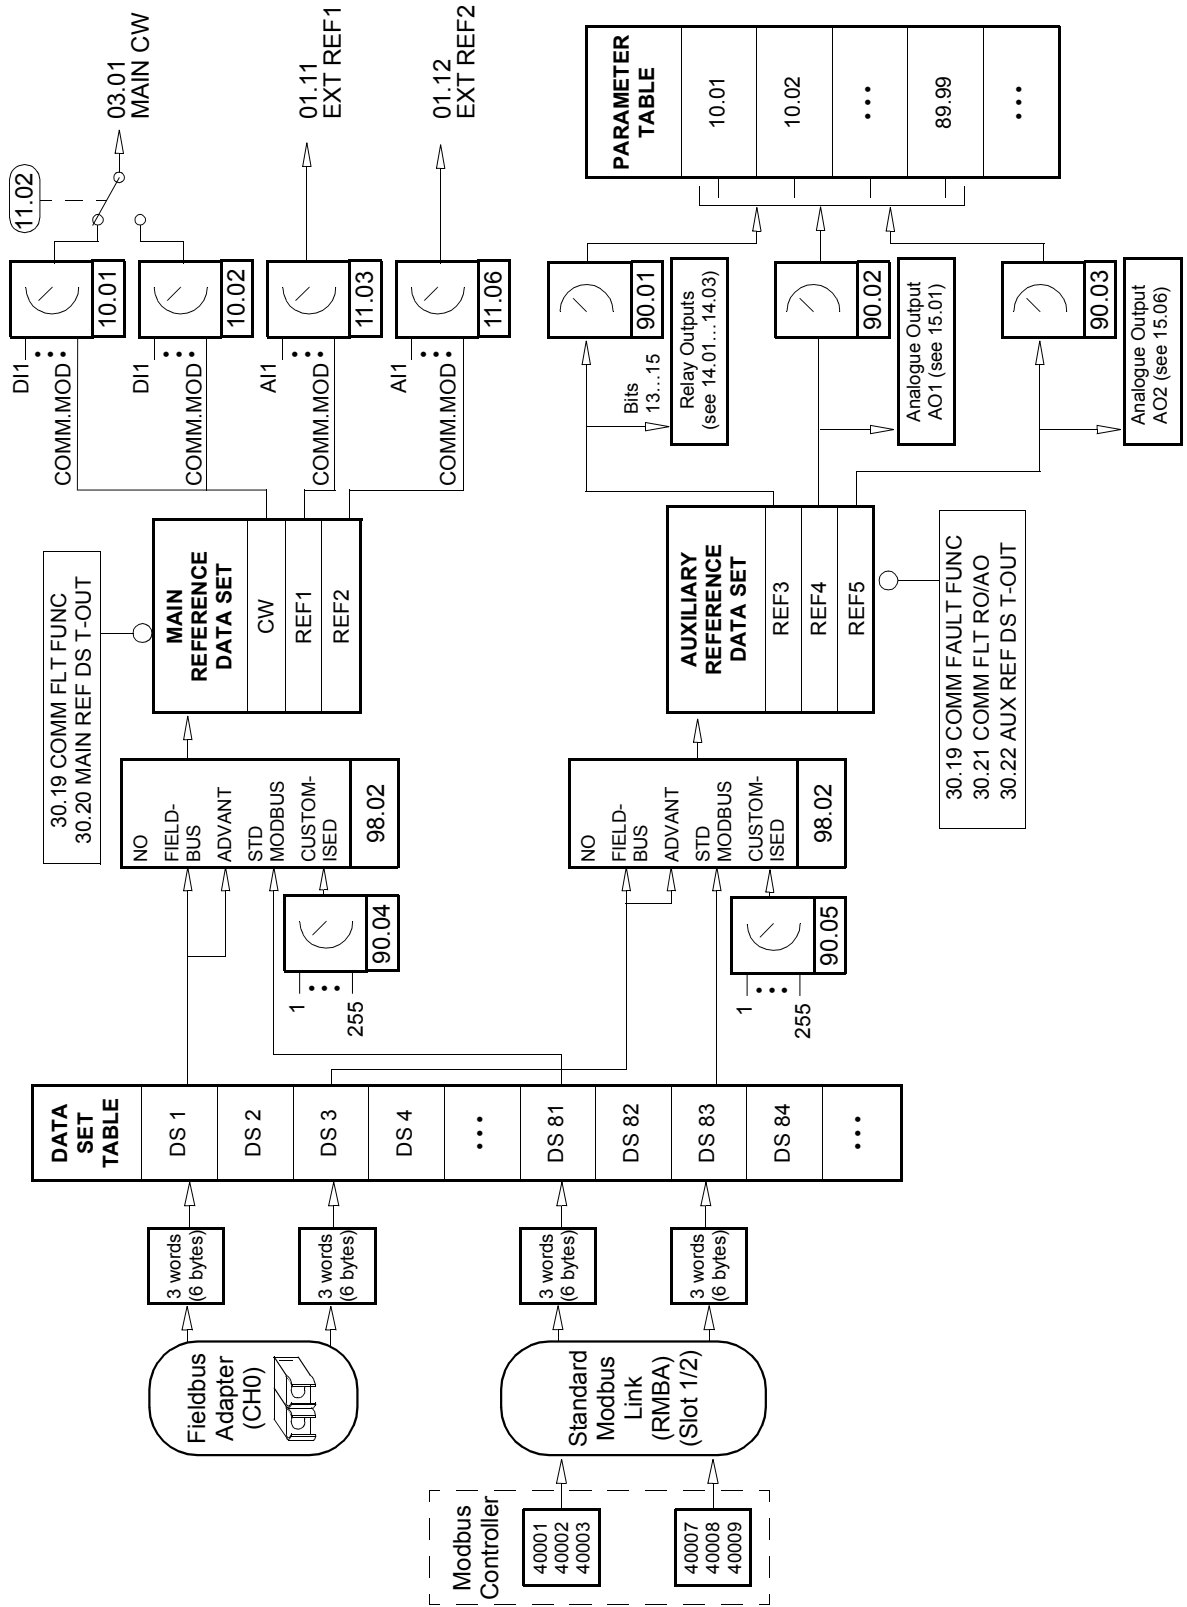 Modbus
Controller
40001
40002
40003
40007
40008
40009
Fieldbus
Adapter
(CH0)
Standard
Modbus
Link
(RMBA)
(Slot 1/2)
3 words
(6 bytes)
3 words
(6 bytes)
3 words
(6 bytes)
3 words
(6 bytes)
DATA
SET
TABLE
DS 1
DS 2
DS 3
DS 4
•••
DS 81
DS 82
DS 83
DS 84
•••
1
•••
255
90.04
1
•••
255
90.05
NO
FIELD-
BUS
ADVANT
STD
MODBUS
CUSTOM-
ISED
98.02
NO
FIELD-
BUS
ADVANT
STD
MODBUS
CUSTOM-
ISED
98.02
30.19 COMM FLT FUNC
30.20 MAIN REF DS T-OUT
MAIN
REFERENCE
DATA SET
CW
REF1
REF2
AUXILIARY
REFERENCE
DATA SET
REF3
REF4
REF5
30.19 COMM FAULT FUNC
30.21 COMM FLT RO/AO
30.22 AUX REF DS T-OUT
DI1
•••
COMM.MOD
10.01
DI1
•••
COMM.MOD
10.02
AI1
•••
COMM.MOD
11.03
AI1
•••
COMM.MOD
11.06
11.02
03.01
MAIN CW
01.11
EXT REF1
01.12
EXT REF2
Bits
13...15
90.01
Relay Outputs
(see 14.01...14.03)
90.02
Analogue Output
AO1 (see 15.01)
90.03
Analogue Output
AO2 (see 15.06)
PARAMETER
TABLE
10.01
10.02
•••
89.99
•••